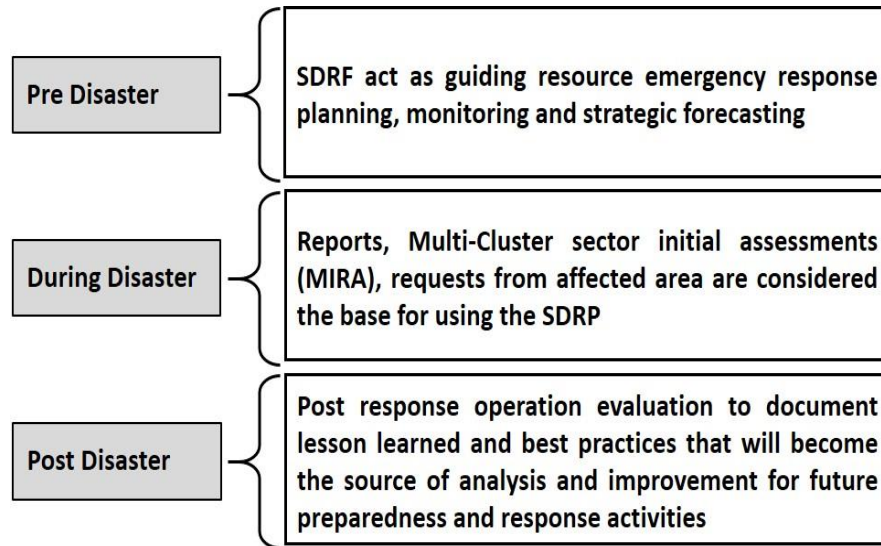 Pre Disaster
SDRF act as guiding resource emergency response
planning, monitoring and strategic forecasting
During Disaster
Reports, Multi-Cluster sector initial assessments
(MIRA), requests from affected area are considered
the base for using the SDRP
Post Disaster
Post response operation evaluation to document
lesson learned and best practices that will become
the source of analysis and improvement for future
preparedness and response activities